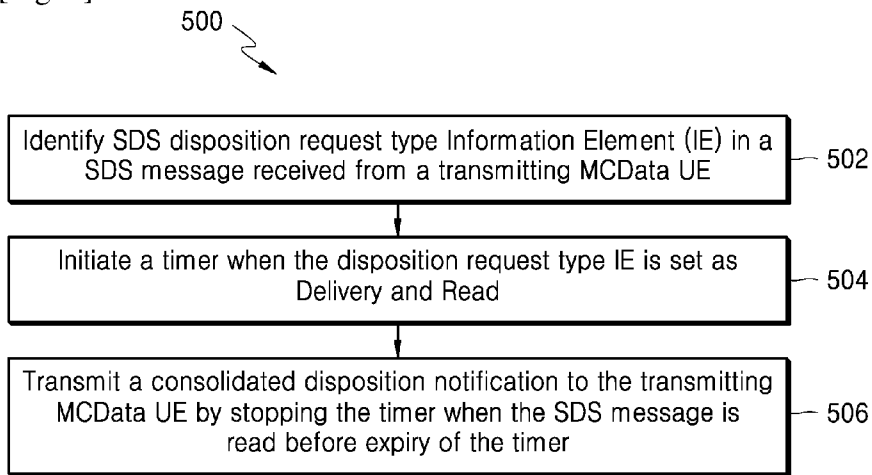 500
Identify SDS disposition request type Information Element (IE) in a
SDS message received from a transmitting MCData UE
502
Initiate a timer when the disposition request type IE is set as
Delivery and Read
504
Transmit a consolidated disposition notification to the transmitting
MCData UE by stopping the timer when the SDS message is
read before expiry of the timer
506